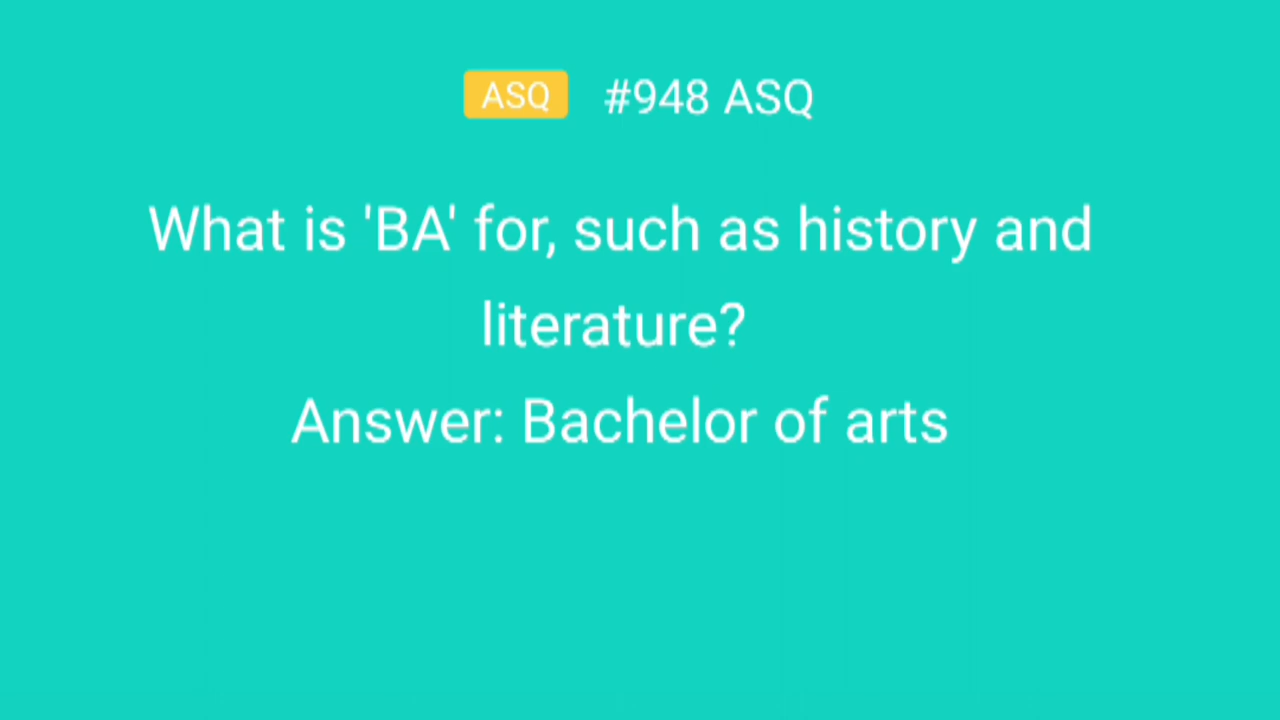 ASQ #948 ASQ
What is 'BA' for, such as history and
literature?
Answer: Bachelor of arts